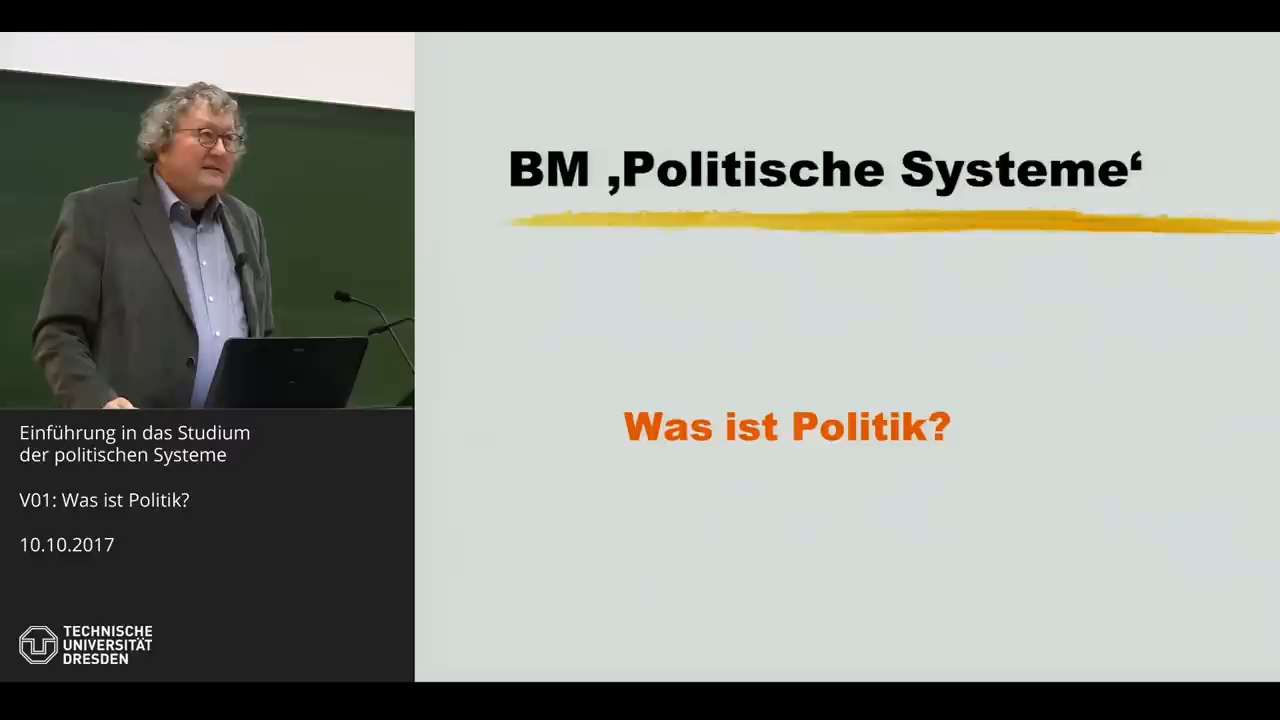 BM ‚Politische Systeme‘
Was ist Politik?
Einführung in das Studium
der politischen Systeme
V01: Was ist Politik?
10.10.2017
TECHNISCHE
UNIVERSITÄT
DRESDEN